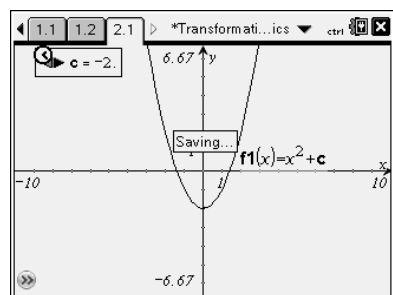 1.1 1.2 2.1 *Transformati...ics ctrl
c = -2.
6.67 y
Saving...
1
f1(x)=x²+c
x
-10 1 10
-6.67